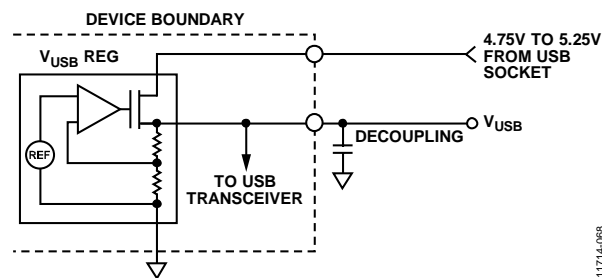 DEVICE BOUNDARY
VUSB REG
4.75V TO 5.25V
FROM USB
SOCKET
REF
VUSB
DECOUPLING
TO USB
TRANSCEIVER
11714-068